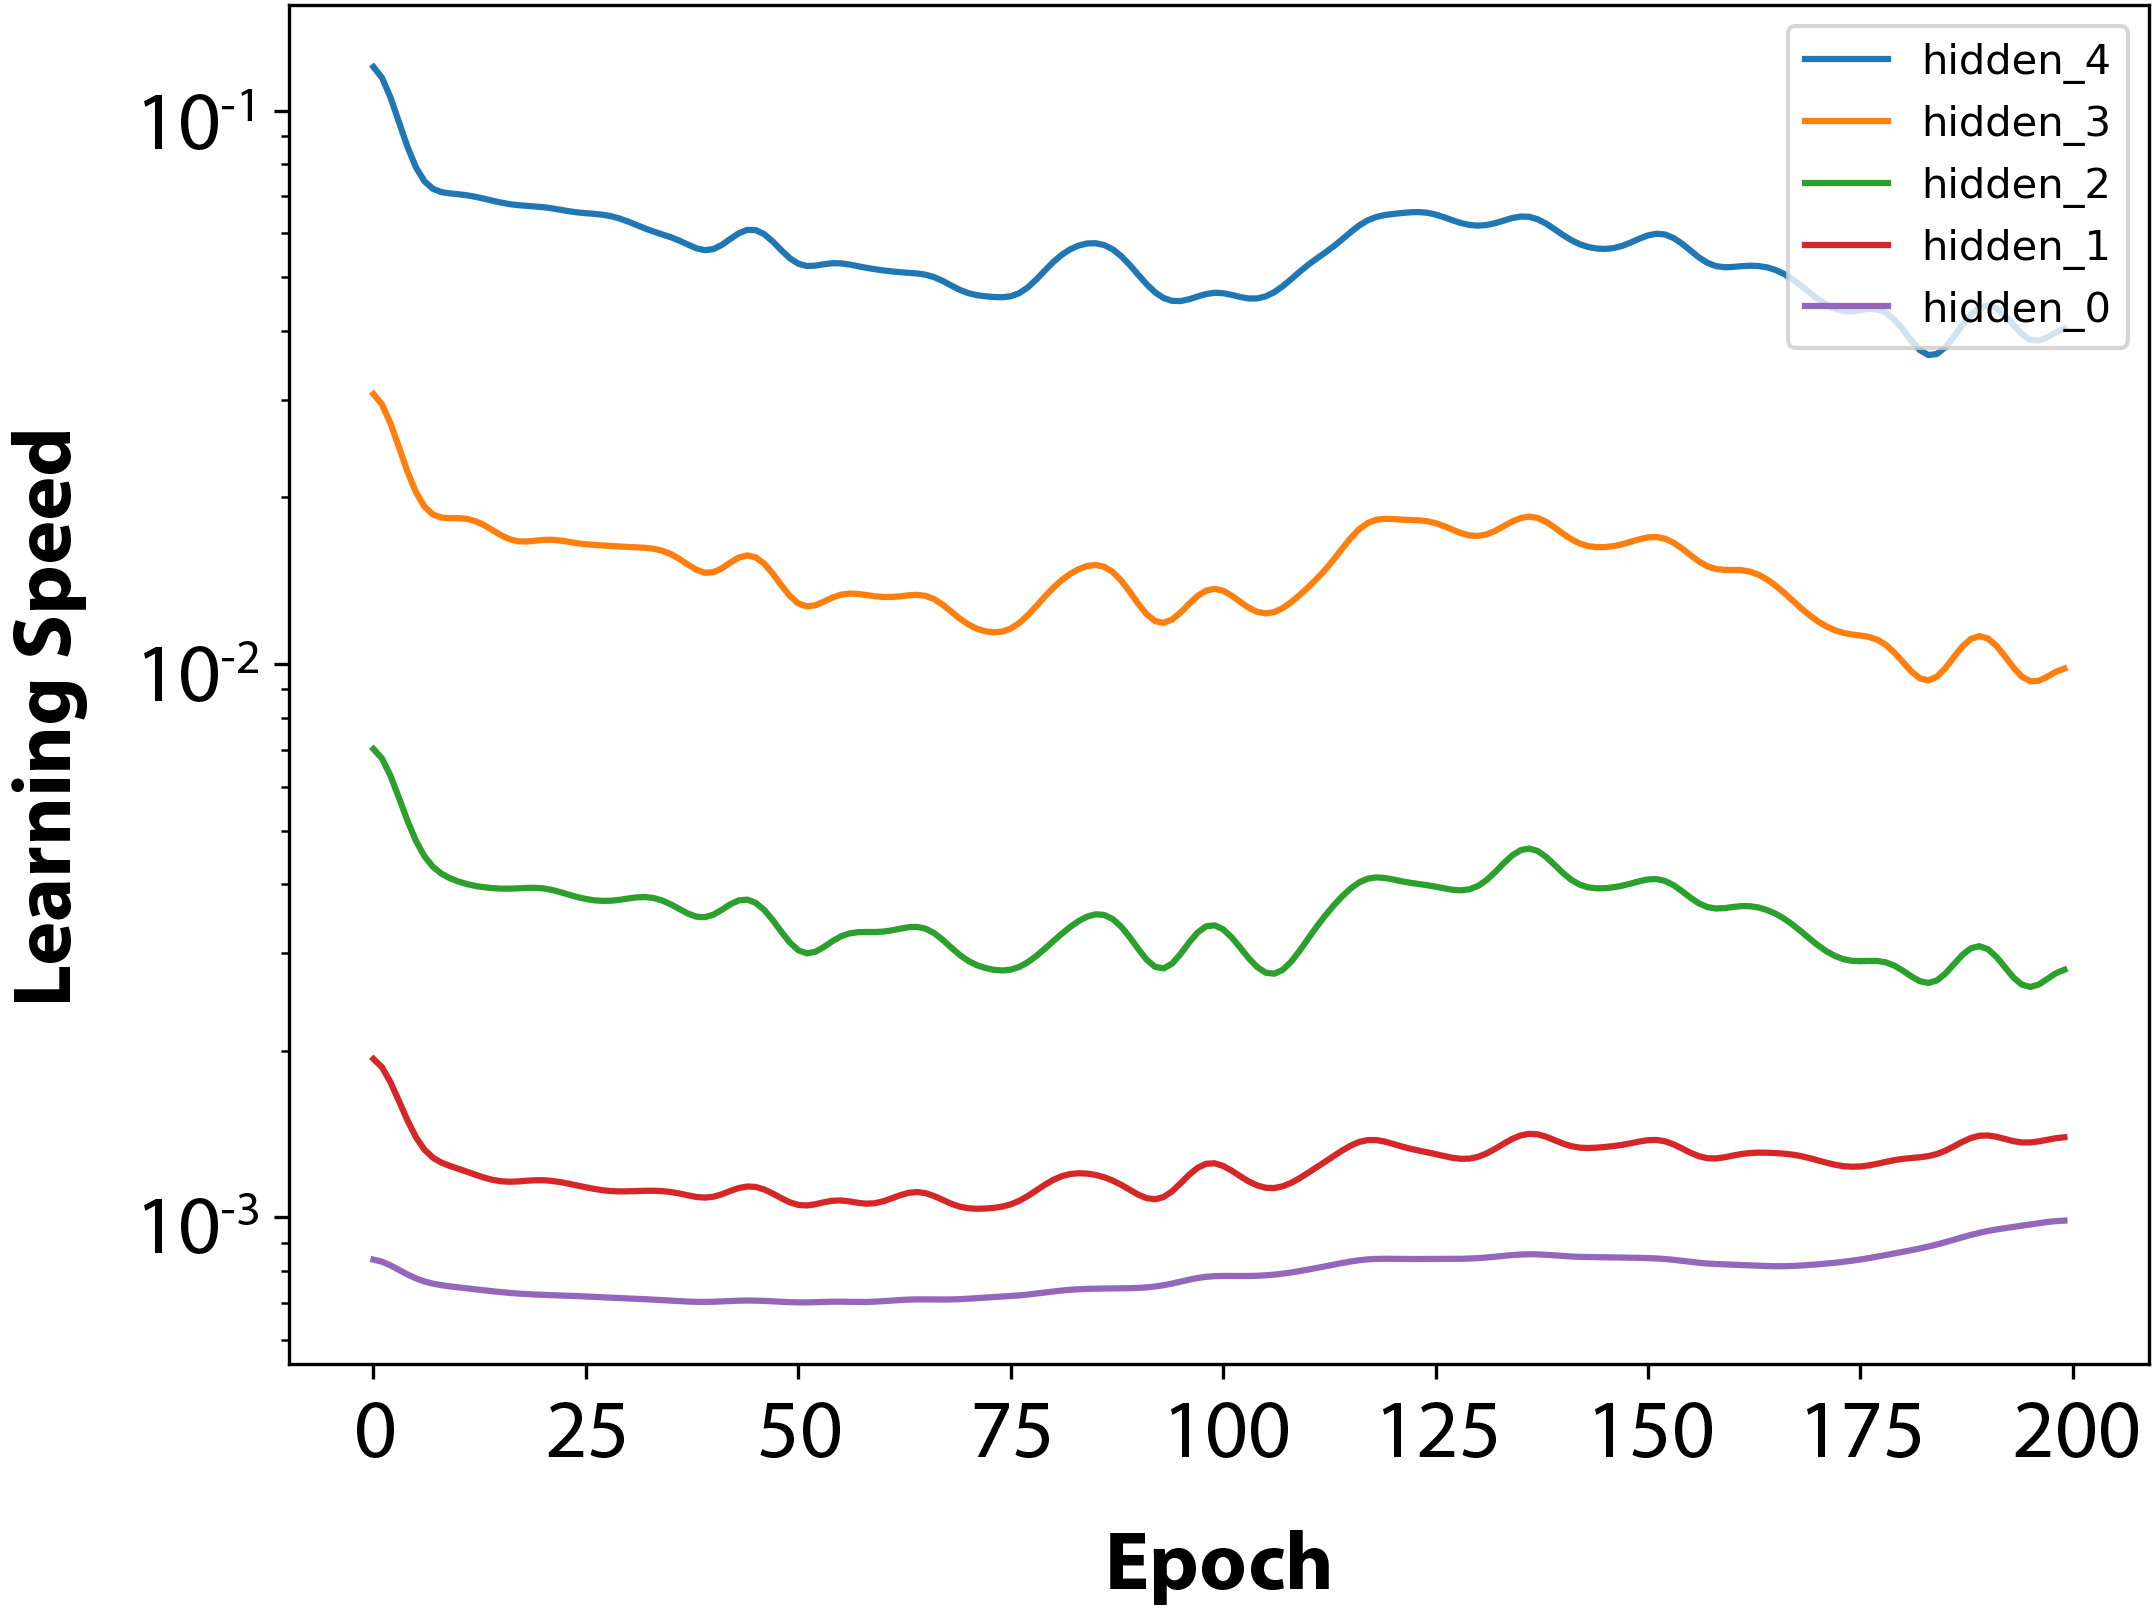 hidden_4
hidden_3
hidden_2
hidden_1
hidden_0
10-1
10-2
10-3
Learning Speed
0 25 50 75 100 125 150 175 200
Epoch